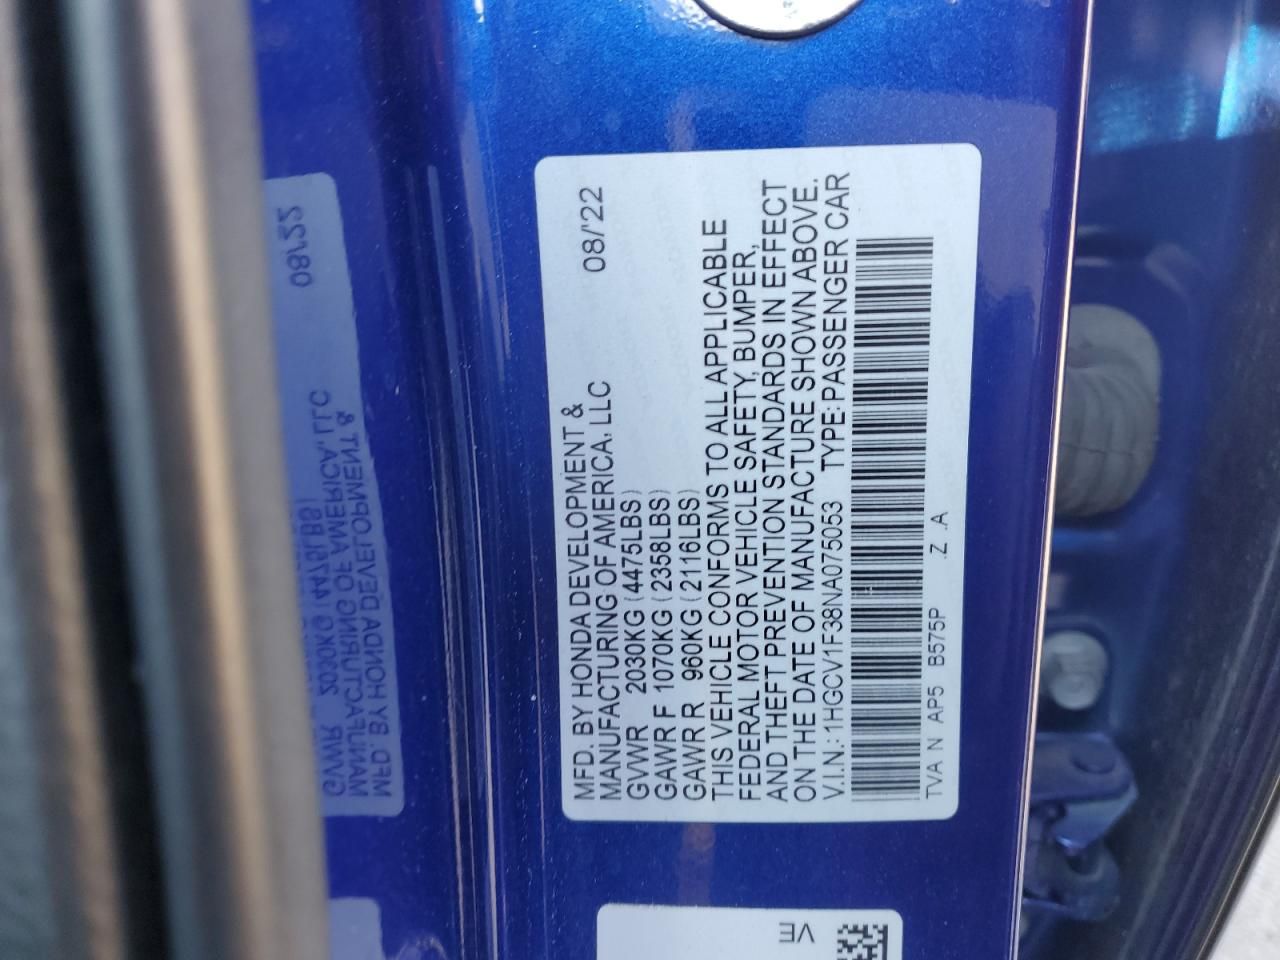 08/'22
MFD. BY HONDA DEVELOPMENT &
MANUFACTURING OF AMERICA, LLC
GVWR 2030KG (4475LBS)
GAWR F 1070KG (2358LBS)
GAWR R 960KG (2116LBS)
THIS VEHICLE CONFORMS TO ALL APPLICABLE
FEDERAL MOTOR VEHICLE SAFETY, BUMPER,
AND THEFT PREVENTION STANDARDS IN EFFECT
ON THE DATE OF MANUFACTURE SHOWN ABOVE.
V.I.N.: 1HGCV1F38NA075053 TYPE: PASSENGER CAR
TVA N AP5 B575P .Z .A
VE